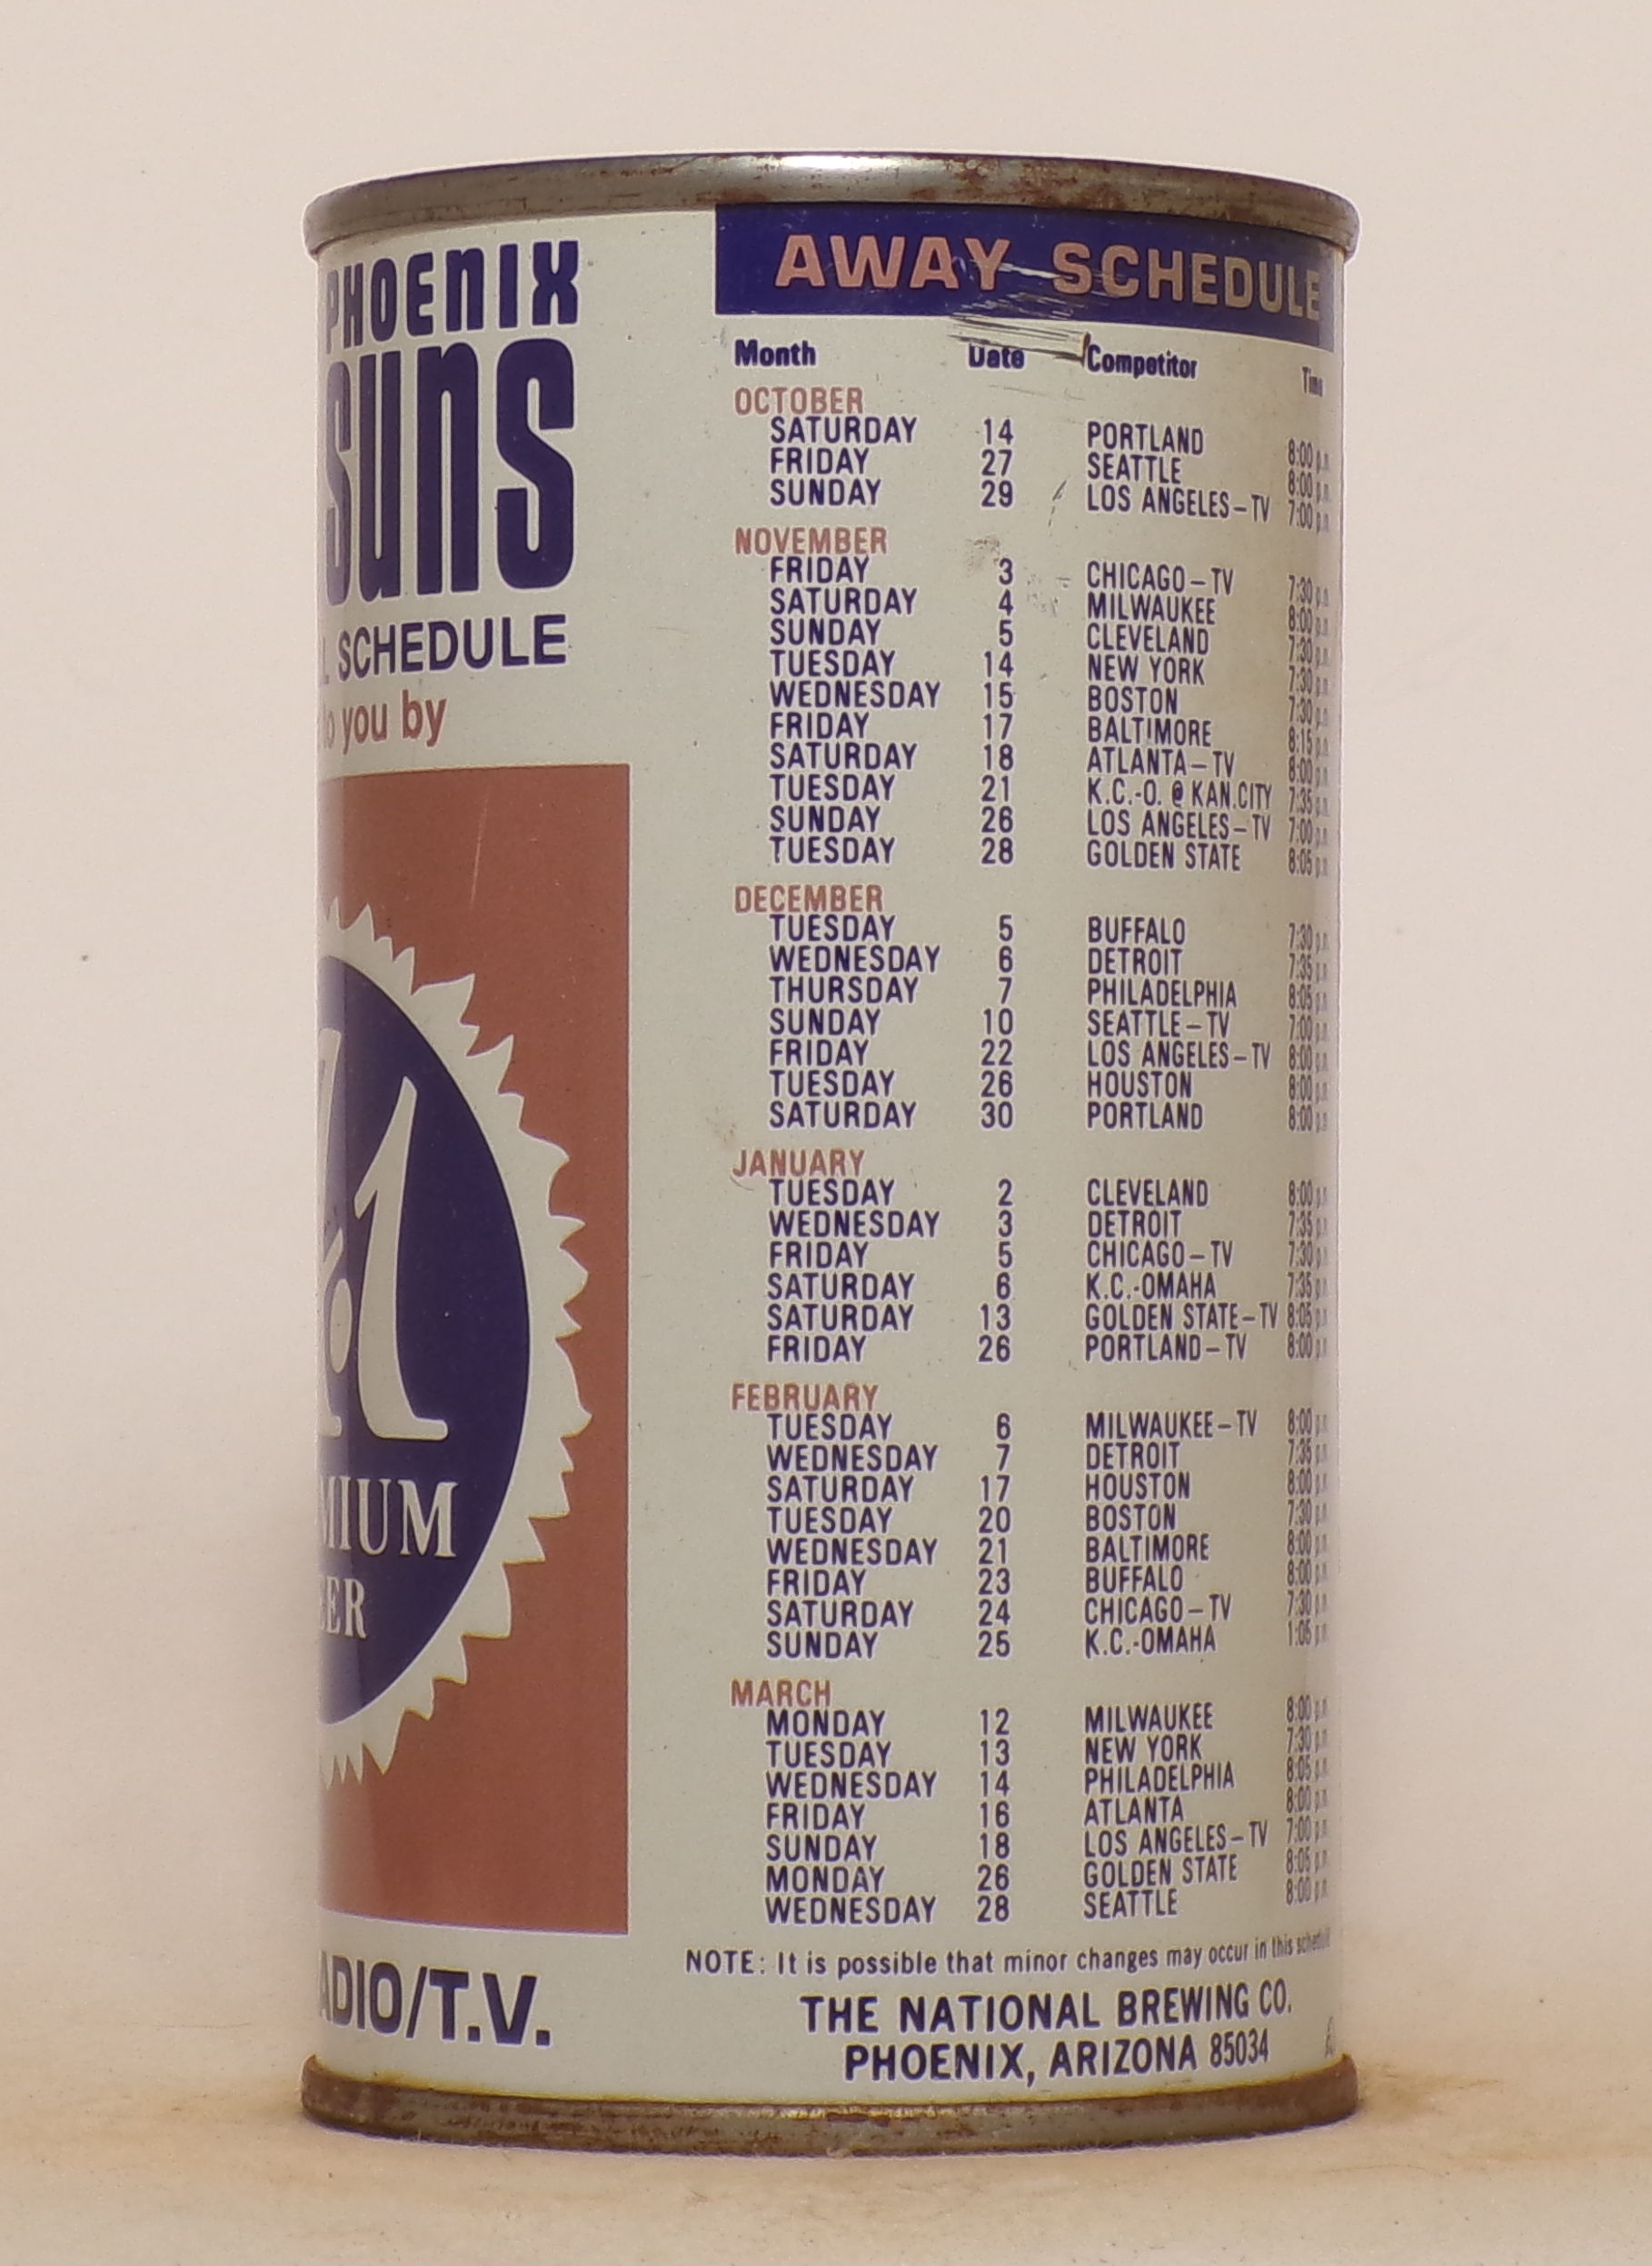 PHOENIX
SUNS
SCHEDULE
to you by
1
ADIO/T.V.
AWAY SCHEDULE
Month Date Competitor Time
OCTOBER
SATURDAY 14 PORTLAND 8:00 p.m
FRIDAY 27 SEATTLE 8:00 p.m
SUNDAY 29 LOS ANGELES-TV 7:00 p.m
NOVEMBER
FRIDAY 3 CHICAGO-TV 7:30 p.m
SATURDAY 4 MILWAUKEE 8:00 p.m
SUNDAY 5 CLEVELAND 7:30 p.m
TUESDAY 14 NEW YORK 7:30 p.m
WEDNESDAY 15 BOSTON 7:30 p.m
FRIDAY 17 BALTIMORE 8:15 p.m
SATURDAY 18 ATLANTA-TV 8:00 p.m
TUESDAY 21 K.C.-O. @ KAN.CITY 7:35 p.m
SUNDAY 26 LOS ANGELES-TV 7:00 p.m
TUESDAY 28 GOLDEN STATE 8:05 p.m
DECEMBER
TUESDAY 5 BUFFALO 7:30 p.m
WEDNESDAY 6 DETROIT 7:35 p.m
THURSDAY 7 PHILADELPHIA 8:05 p.m
SUNDAY 10 SEATTLE-TV 7:00 p.m
FRIDAY 22 LOS ANGELES-TV 8:00 p.m
TUESDAY 26 HOUSTON 8:00 p.m
SATURDAY 30 PORTLAND 8:00 p.m
JANUARY
TUESDAY 2 CLEVELAND 8:00 p.m
WEDNESDAY 3 DETROIT 7:35 p.m
FRIDAY 5 CHICAGO-TV 7:30 p.m
SATURDAY 6 K.C.-OMAHA 7:35 p.m
SATURDAY 13 GOLDEN STATE-TV 8:05 p.m
FRIDAY 26 PORTLAND-TV 8:00 p.m
FEBRUARY
TUESDAY 6 MILWAUKEE-TV 8:00 p.m
WEDNESDAY 7 DETROIT 7:35 p.m
SATURDAY 17 HOUSTON 8:00 p.m
TUESDAY 20 BOSTON 7:30 p.m
WEDNESDAY 21 BALTIMORE 8:00 p.m
FRIDAY 23 BUFFALO 8:00 p.m
SATURDAY 24 CHICAGO-TV 7:30 p.m
SUNDAY 25 K.C.-OMAHA 1:05 p.m
MARCH
MONDAY 12 MILWAUKEE 8:00 p.m
TUESDAY 13 NEW YORK 7:30 p.m
WEDNESDAY 14 PHILADELPHIA 8:05 p.m
FRIDAY 16 ATLANTA 8:00 p.m
SUNDAY 18 LOS ANGELES-TV 7:00 p.m
MONDAY 26 GOLDEN STATE 8:05 p.m
WEDNESDAY 28 SEATTLE 8:00 p.m
NOTE: It is possible that minor changes may occur in this schedul
THE NATIONAL BREWING CO.
PHOENIX, ARIZONA 85034